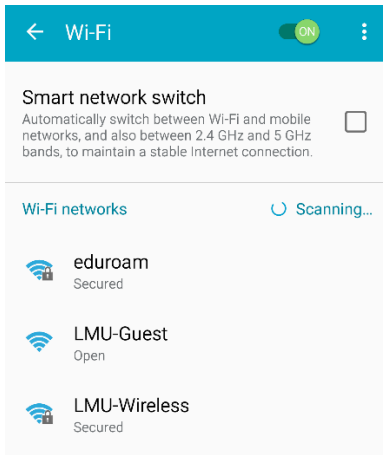 Wi-Fi
ON
Smart network switch
Automatically switch between Wi-Fi and mobile
networks, and also between 2.4 GHz and 5 GHz
bands, to maintain a stable Internet connection.
Wi-Fi networks
Scanning...
eduroam
Secured
LMU-Guest
Open
LMU-Wireless
Secured